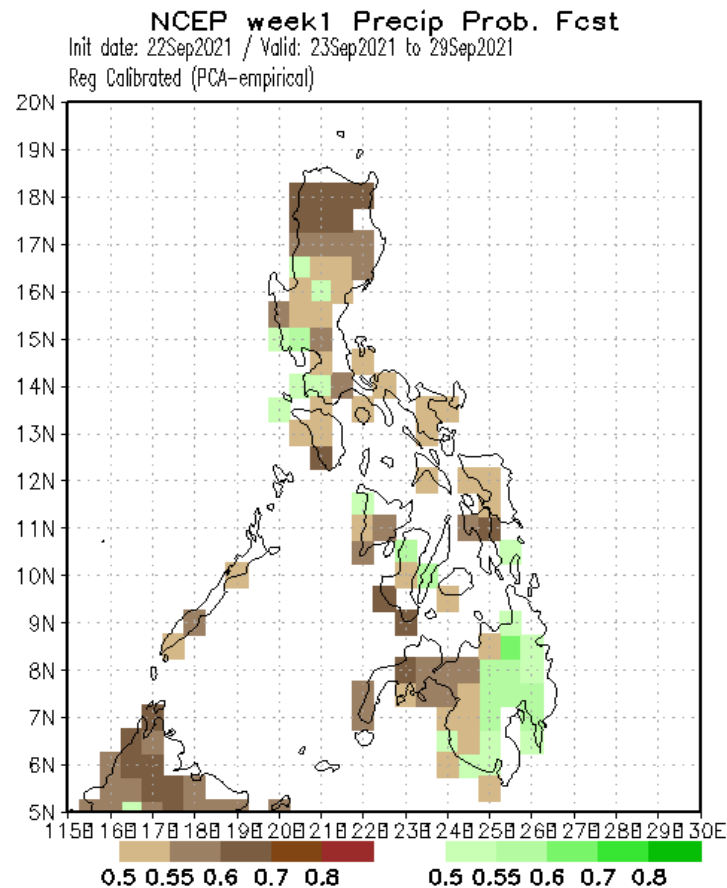 NCEP week1 Precip Prob. Fcst
Init date: 22Sep2021 / Valid: 23Sep2021 to 29Sep2021
Reg Calibrated (PCA-empirical)
20N
19N
18N
17N
16N
15N
14N
13N
12N
11N
10N
9N
8N
7N
6N
5N
115E 116E 117E 118E 119E 120E 121E 122E 123E 124E 125E 126E 127E 128E 129E 130E
0.5 0.55 0.6 0.7 0.8 0.5 0.55 0.6 0.7 0.8